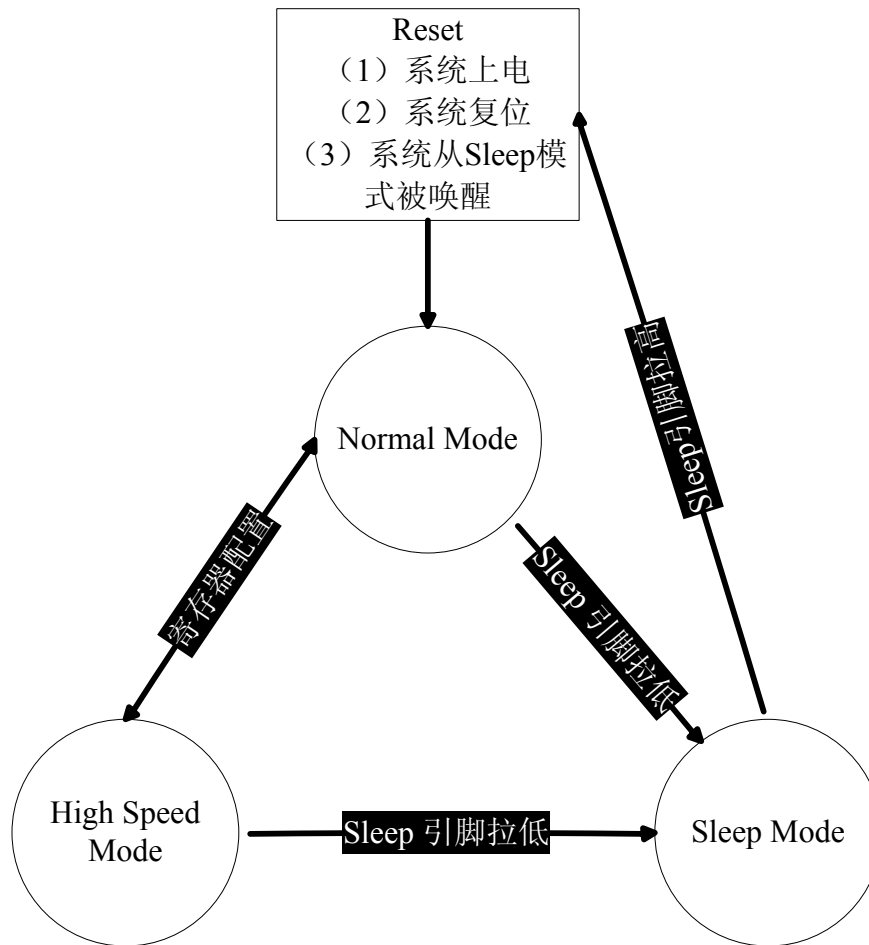 Reset
（1）系统上电
（2）系统复位
（3）系统从Sleep模
式被唤醒
Sleep引脚拉高
Normal Mode
寄存器配置
Sleep 引脚拉低
High Speed
Mode
Sleep 引脚拉低
Sleep Mode